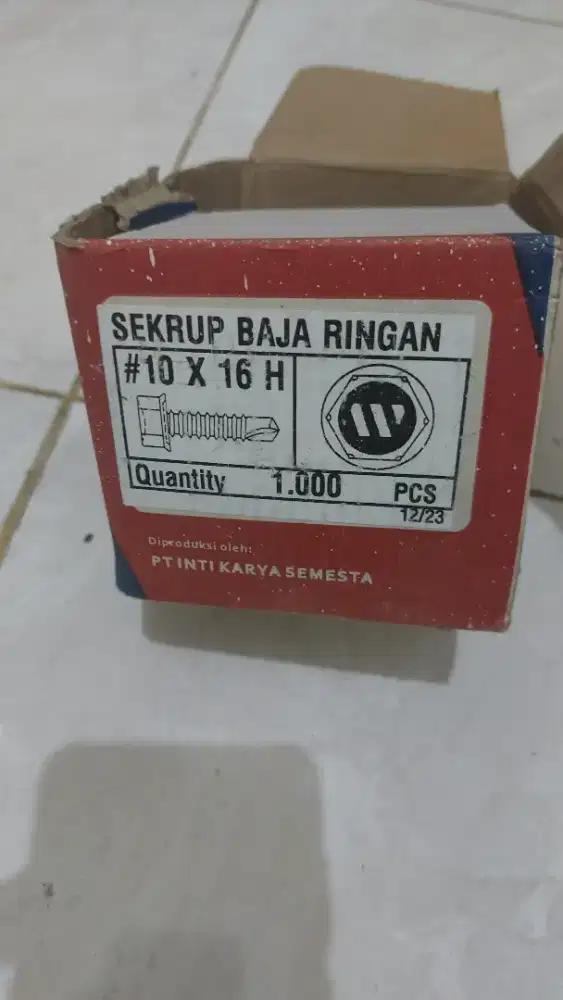 SEKRUP BAJA RINGAN
#10 X 16 H
W
Quantity 1.000 PCS
12/23
Diproduksi oleh:
PT INTI KARYA SEMESTA